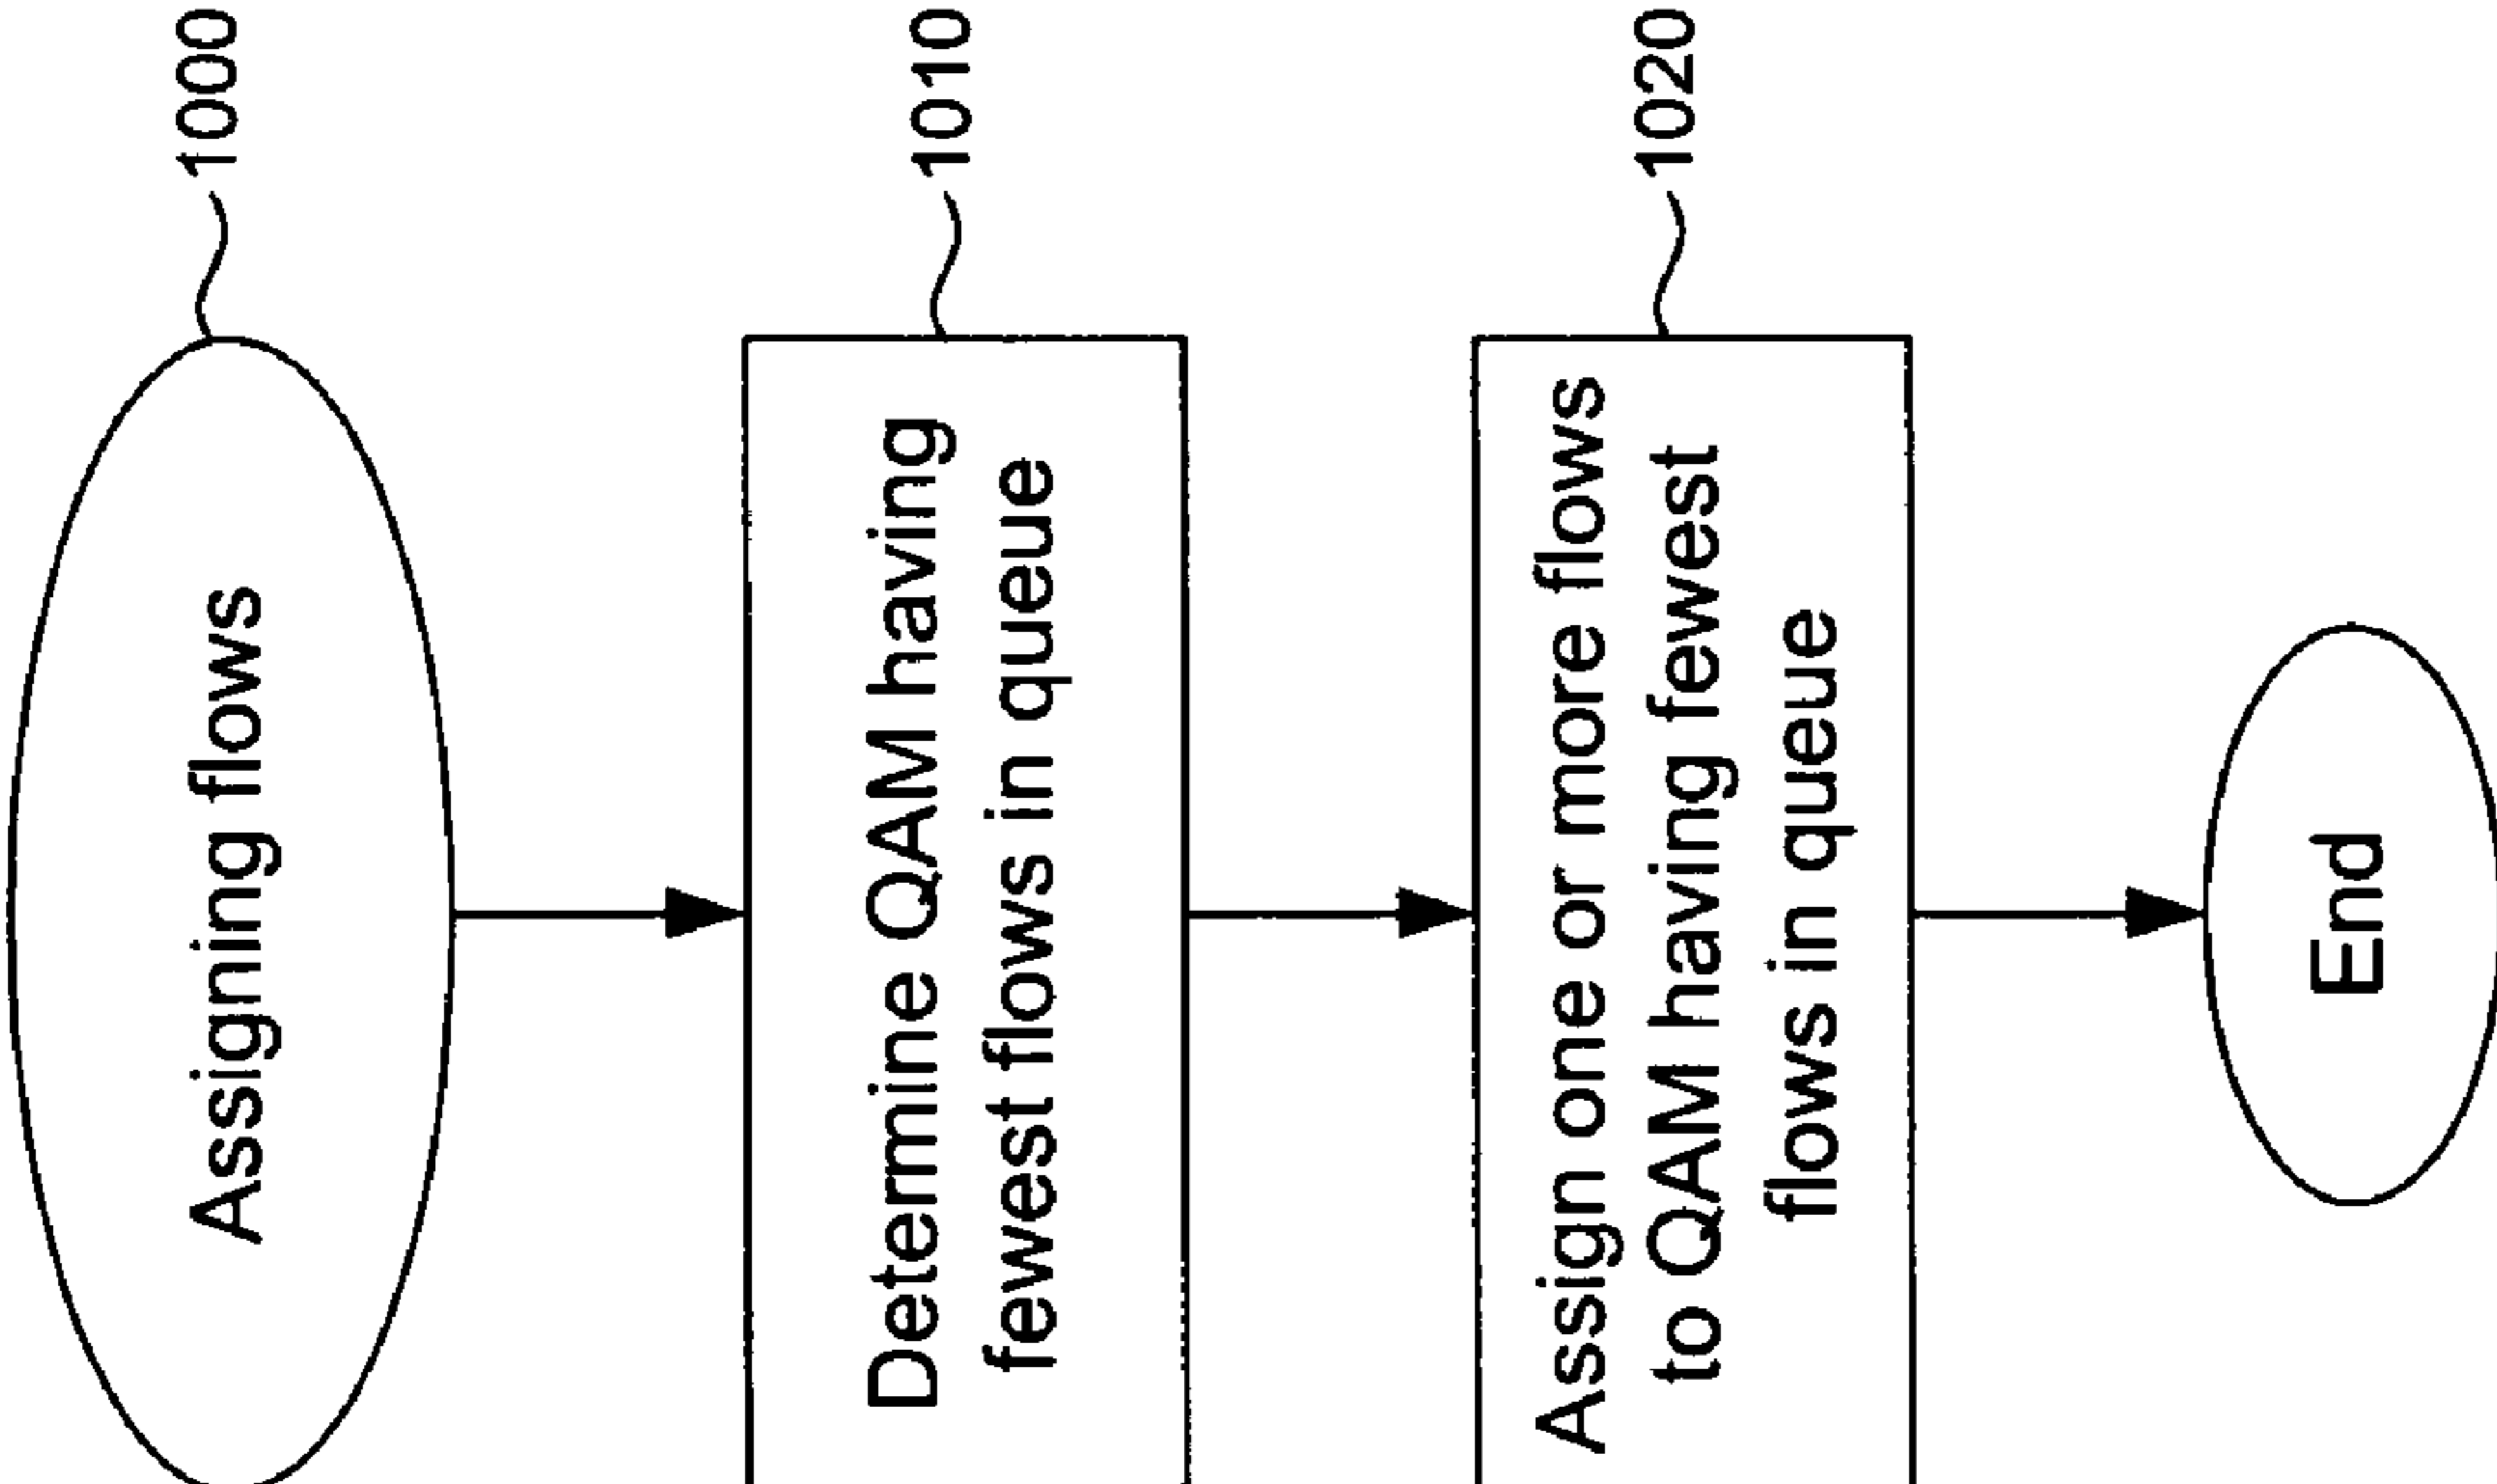 Assigning flows
1000
Determine QAM having
fewest flows in queue
1010
Assign one or more flows
to QAM having fewest
flows in queue
1020
End